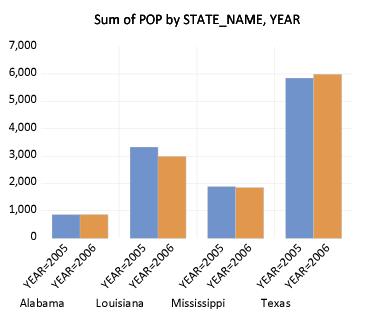 Sum of POP by STATE_NAME, YEAR
7,000
6,000
5,000
4,000
3,000
2,000
1,000
0
YEAR=2005 YEAR=2006 YEAR=2005 YEAR=2006 YEAR=2005 YEAR=2006 YEAR=2005 YEAR=2006
Alabama Louisiana Mississippi Texas